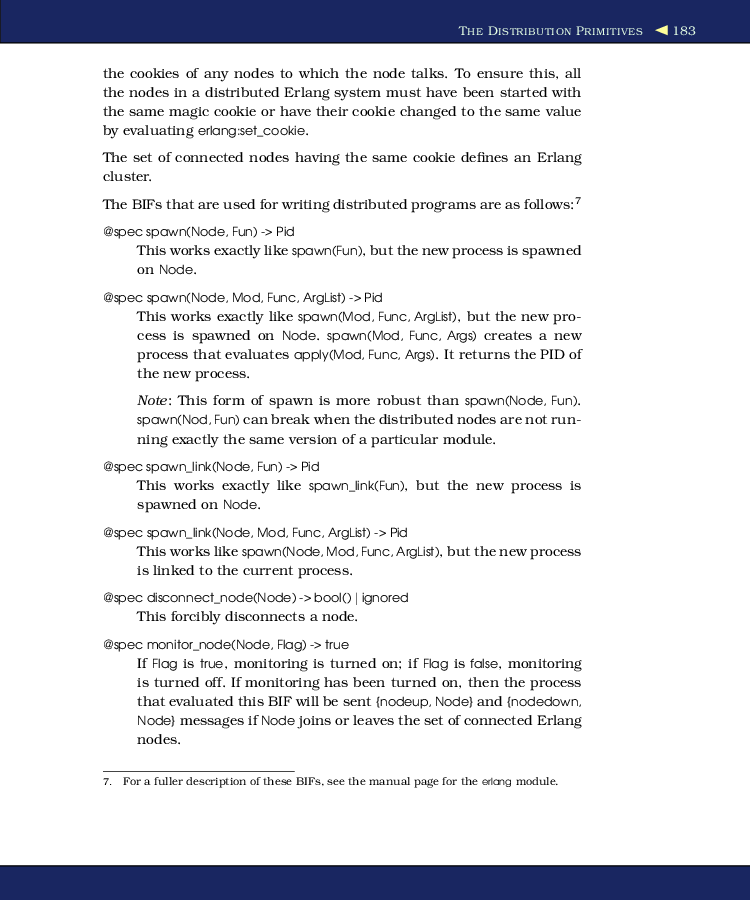 THE DISTRIBUTION PRIMITIVES ◀ 183
the cookies of any nodes to which the node talks. To ensure this, all
the nodes in a distributed Erlang system must have been started with
the same magic cookie or have their cookie changed to the same value
by evaluating erlang:set_cookie.
The set of connected nodes having the same cookie defines an Erlang
cluster.
The BIFs that are used for writing distributed programs are as follows:7
@spec spawn(Node, Fun) -> Pid
This works exactly like spawn(Fun), but the new process is spawned
on Node.
@spec spawn(Node, Mod, Func, ArgList) -> Pid
This works exactly like spawn(Mod, Func, ArgList), but the new pro-
cess is spawned on Node. spawn(Mod, Func, Args) creates a new
process that evaluates apply(Mod, Func, Args). It returns the PID of
the new process.
Note: This form of spawn is more robust than spawn(Node, Fun).
spawn(Nod, Fun) can break when the distributed nodes are not run-
ning exactly the same version of a particular module.
@spec spawn_link(Node, Fun) -> Pid
This works exactly like spawn_link(Fun), but the new process is
spawned on Node.
@spec spawn_link(Node, Mod, Func, ArgList) -> Pid
This works like spawn(Node, Mod, Func, ArgList), but the new process
is linked to the current process.
@spec disconnect_node(Node) -> bool() | ignored
This forcibly disconnects a node.
@spec monitor_node(Node, Flag) -> true
If Flag is true, monitoring is turned on; if Flag is false, monitoring
is turned off. If monitoring has been turned on, then the process
that evaluated this BIF will be sent {nodeup, Node} and {nodedown,
Node} messages if Node joins or leaves the set of connected Erlang
nodes.
7. For a fuller description of these BIFs, see the manual page for the erlang module.